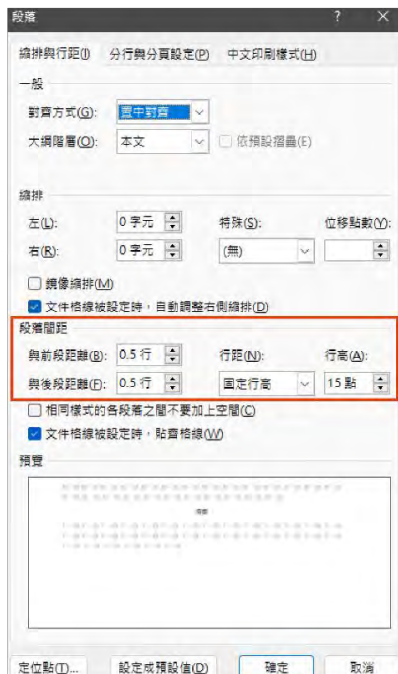 段落 ? ×
縮排與行距(I) 分行與分頁設定(P) 中文印刷樣式(H)
一般
對齊方式(G): 置中對齊
大綱階層(O): 本文 依預設摺疊(E)
縮排
左(L): 0 字元 特殊(S): 位移點數(Y):
右(R): 0 字元 (無)
鏡像縮排(M)
文件格線被設定時，自動調整右側縮排(D)
段落間距
與前段距離(B): 0.5 行 行距(N): 行高(A):
與後段距離(F): 0.5 行 固定行高 15 點
相同樣式的各段落之間不要加上空間(C)
文件格線被設定時，貼齊格線(W)
預覽
定位點(T)... 設定成預設值(D) 確定 取消